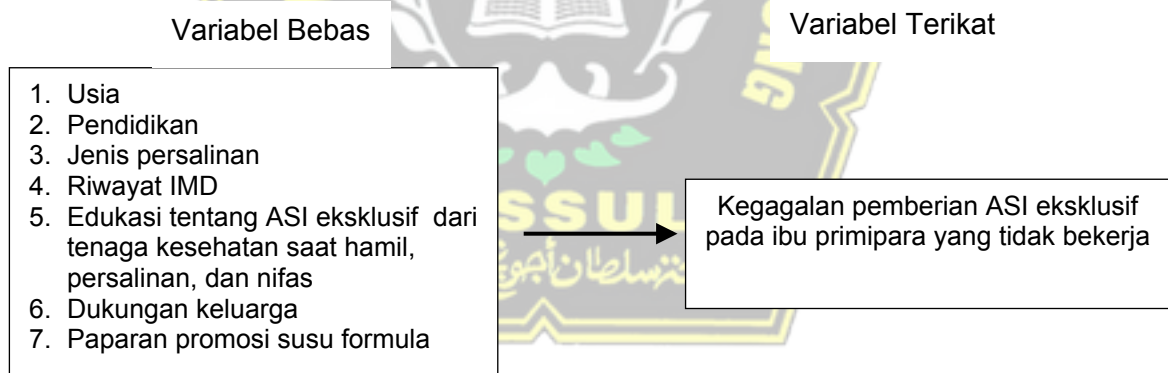 Variabel Bebas
Variabel Terikat
1. Usia
2. Pendidikan
3. Jenis persalinan
4. Riwayat IMD
5. Edukasi tentang ASI eksklusif dari
tenaga kesehatan saat hamil,
persalinan, dan nifas
6. Dukungan keluarga
7. Paparan promosi susu formula
Kegagalan pemberian ASI eksklusif
pada ibu primipara yang tidak bekerja
SSUL
NG